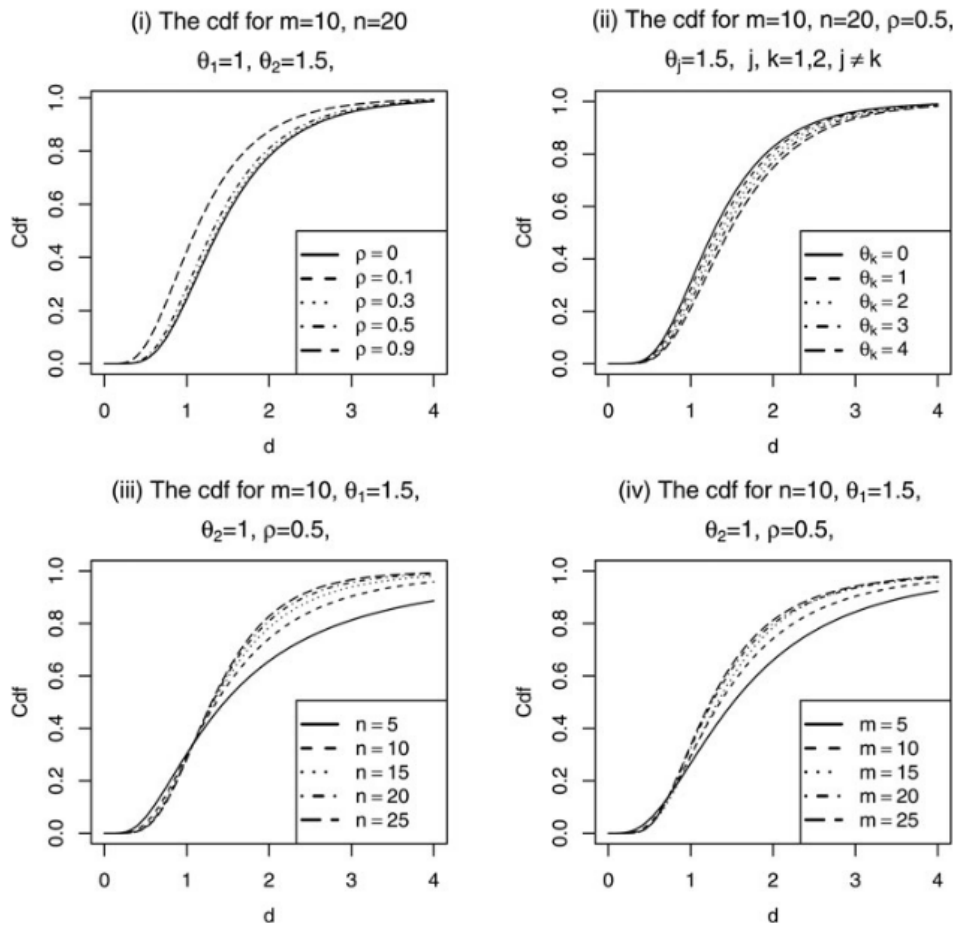 (i) The cdf for m=10, n=20
θ₁=1, θ₂=1.5,
Cdf
1.0
0.8
0.6
0.4
0.2
0.0
ρ = 0
ρ = 0.1
ρ = 0.3
ρ = 0.5
ρ = 0.9
0 1 2 3 4
d
(ii) The cdf for m=10, n=20, ρ=0.5,
θⱼ=1.5, j, k=1,2, j ≠ k
Cdf
1.0
0.8
0.6
0.4
0.2
0.0
θₖ = 0
θₖ = 1
θₖ = 2
θₖ = 3
θₖ = 4
0 1 2 3 4
d
(iii) The cdf for m=10, θ₁=1.5,
θ₂=1, ρ=0.5,
Cdf
1.0
0.8
0.6
0.4
0.2
0.0
n = 5
n = 10
n = 15
n = 20
n = 25
0 1 2 3 4
d
(iv) The cdf for n=10, θ₁=1.5,
θ₂=1, ρ=0.5,
Cdf
1.0
0.8
0.6
0.4
0.2
0.0
m = 5
m = 10
m = 15
m = 20
m = 25
0 1 2 3 4
d